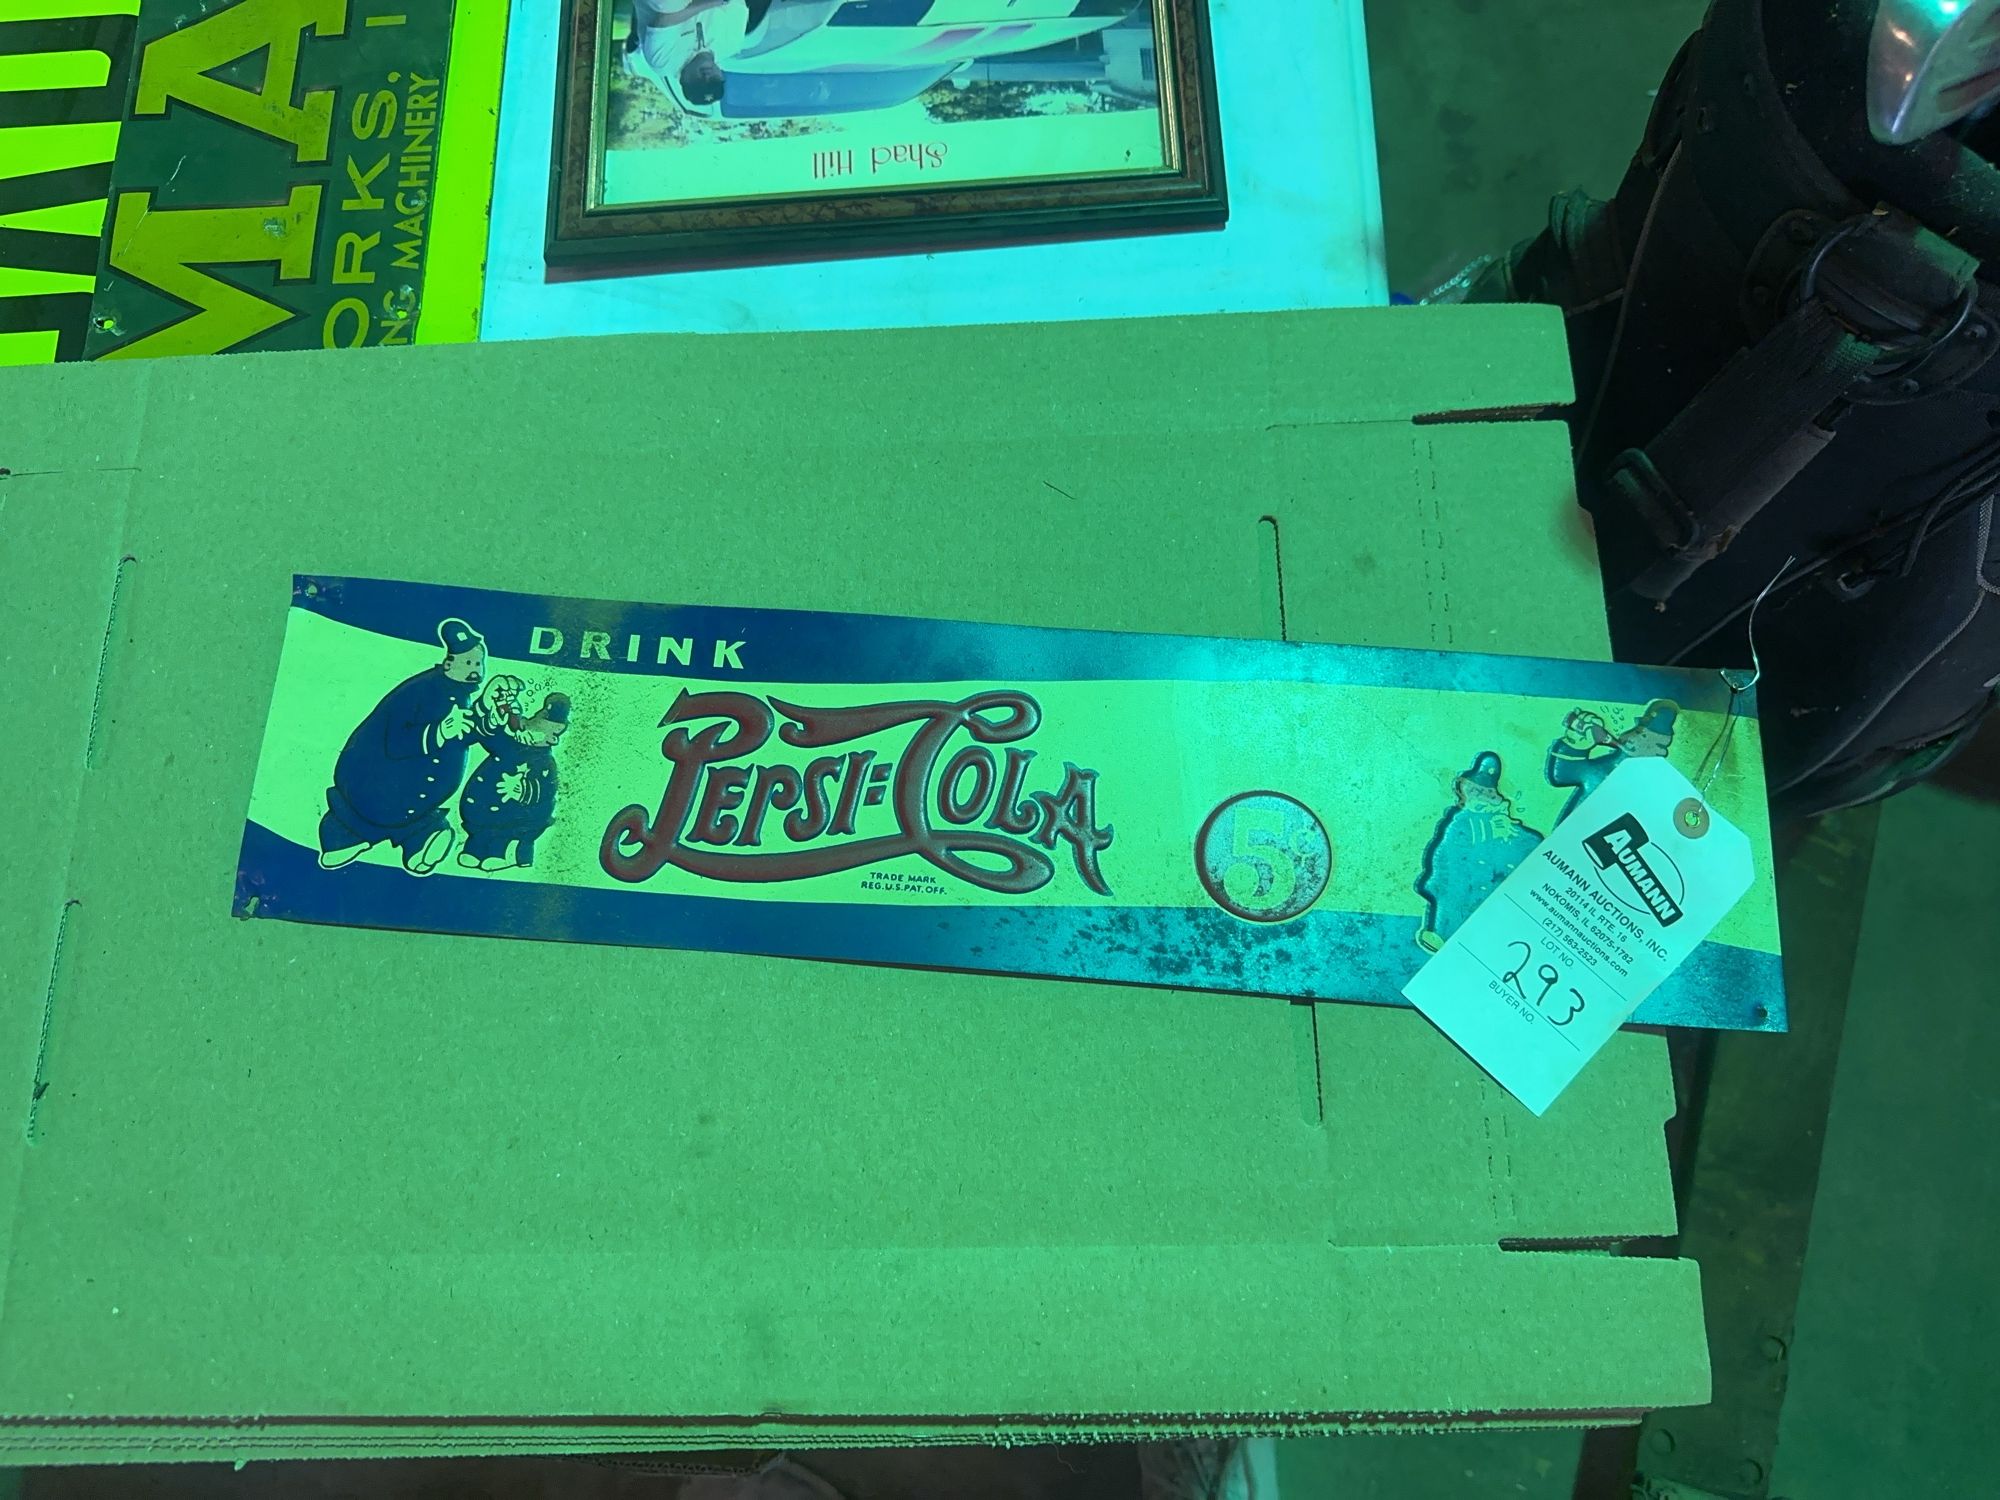 MA
ORKS, I
NG MACHINERY
Shad Hill
DRINK
PEPSI=COLA
TRADE MARK
REG.U.S.PAT.OFF.
5¢
AUMANN
AUMANN AUCTIONS, INC.
20114 IL RTE. 16
NOKOMIS, IL 62075-1782
www.aumannauctions.com
(217) 563-2523
LOT NO.
293
BUYER NO.